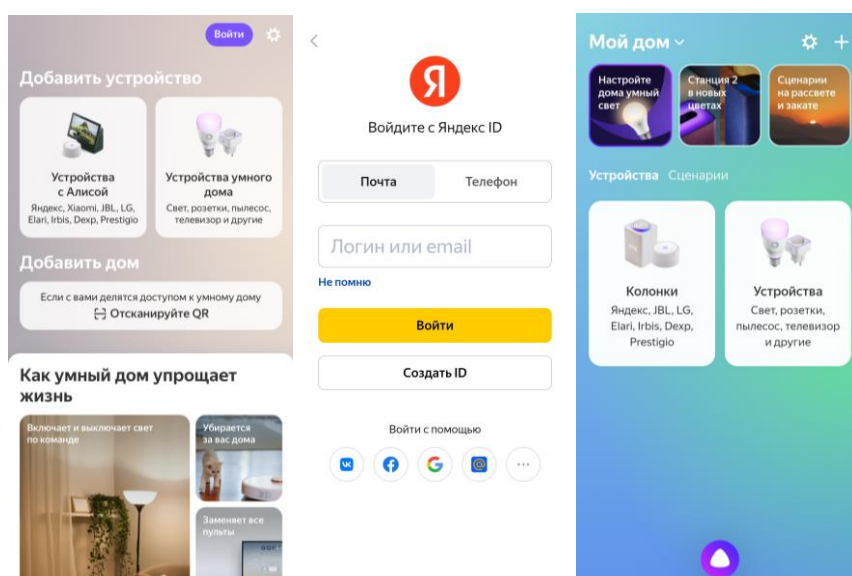 Войти
Добавить устройство
Устройства
с Алисой
Яндекс, Xiaomi, JBL, LG,
Elari, Irbis, Dexp, Prestigio
Устройства умного
дома
Свет, розетки, пылесос,
телевизор и другие
Добавить дом
Если с вами делятся доступом к умному дому
Отсканируйте QR
Как умный дом упрощает
жизнь
Включает и выключает свет
по команде
Убирается
за вас дома
Заменяет все
пульты
Я
Войдите с Яндекс ID
Почта
Телефон
Логин или email
Не помню
Войти
Создать ID
Войти с помощью
Мой дом
Настройте
дома умный
свет
Станция 2
в новых
цветах
Сценарии
на рассвете
и закате
Устройства Сценарии
Колонки
Яндекс, JBL, LG,
Elari, Irbis, Dexp,
Prestigio
Устройства
Свет, розетки,
пылесос, телевизор
и другие